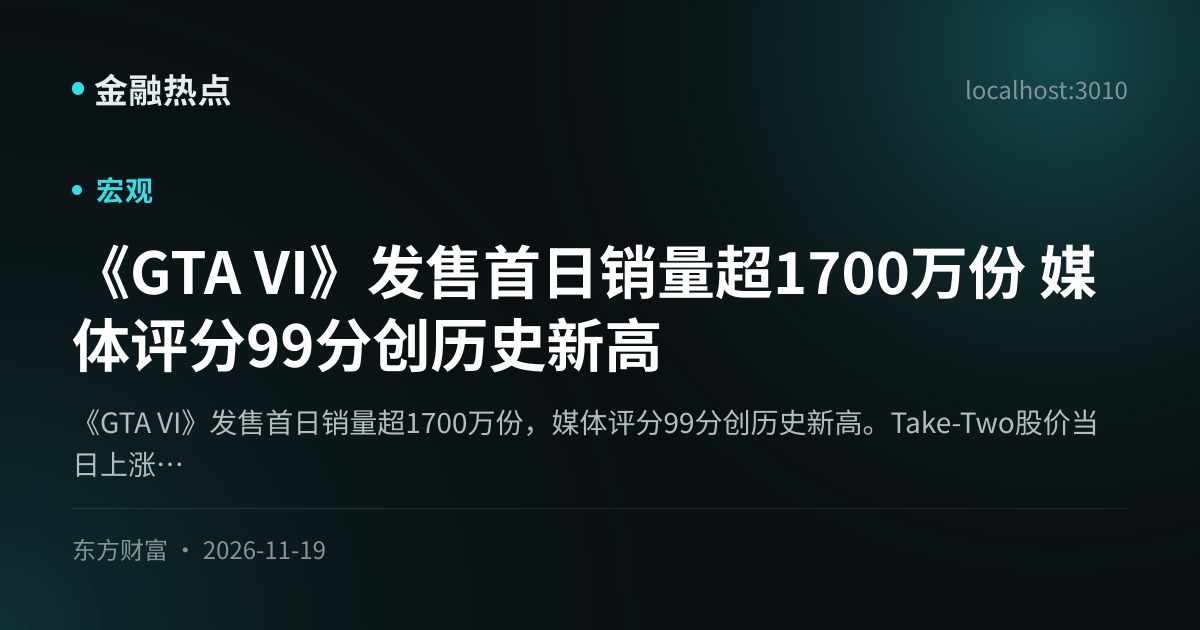 金融热点
localhost:3010
宏观
《GTA VI》发售首日销量超1700万份 媒
体评分99分创历史新高
《GTA VI》发售首日销量超1700万份，媒体评分99分创历史新高。Take-Two股价当
日上涨…
东方财富 · 2026-11-19